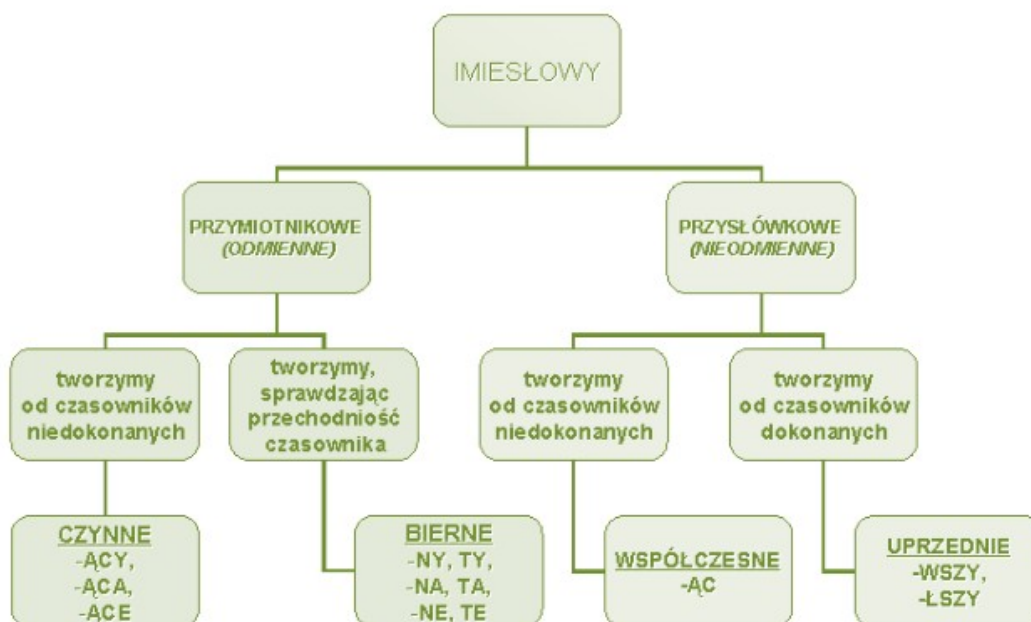 IMIESŁOWY
PRZYMIOTNIKOWE
(ODMIENNE)
PRZYSŁÓWKOWE
(NIEODMIENNE)
tworzymy
od czasowników
niedokonanych
tworzymy,
sprawdzając
przechodniość
czasownika
tworzymy
od czasowników
niedokonanych
tworzymy
od czasowników
dokonanych
CZYNNE
-ĄCY,
-ĄCA,
-ĄCE
BIERNE
-NY, TY,
-NA, TA,
-NE, TE
WSPÓŁCZESNE
-ĄC
UPRZEDNIE
-WSZY,
-ŁSZY